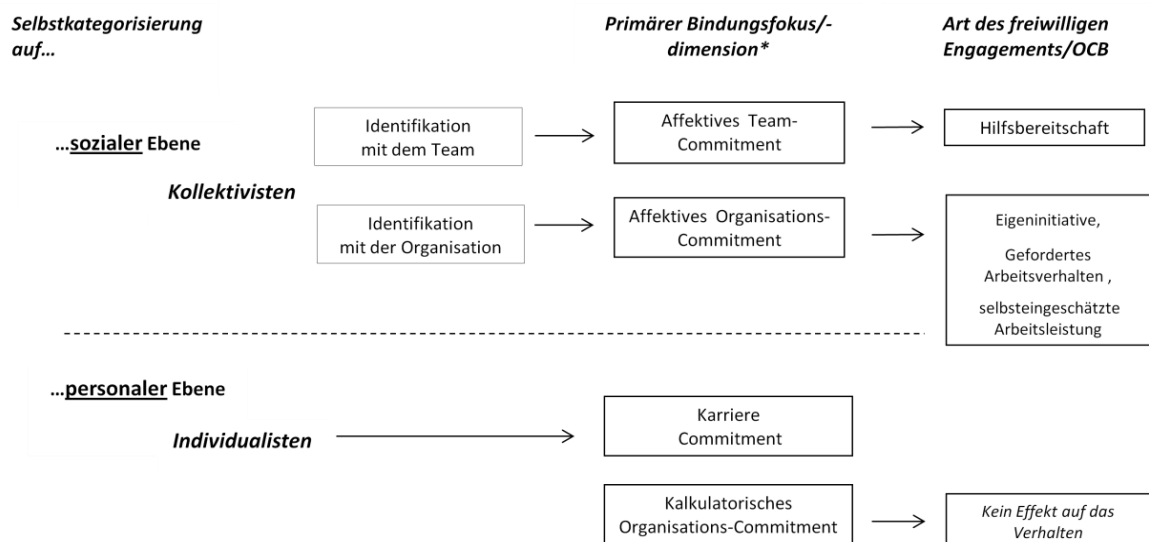 Selbstkategorisierung
auf…
Primärer Bindungsfokus/-
dimension*
Art des freiwilligen
Engagements/OCB
…sozialer Ebene
Kollektivisten
Identifikation
mit dem Team
Affektives Team-
Commitment
Hilfsbereitschaft
Identifikation
mit der Organisation
Affektives Organisations-
Commitment
Eigeninitiative,
Gefordertes
Arbeitsverhalten ,
selbsteingeschätzte
Arbeitsleistung
…personaler Ebene
Individualisten
Karriere
Commitment
Kalkulatorisches
Organisations-Commitment
Kein Effekt auf das
Verhalten